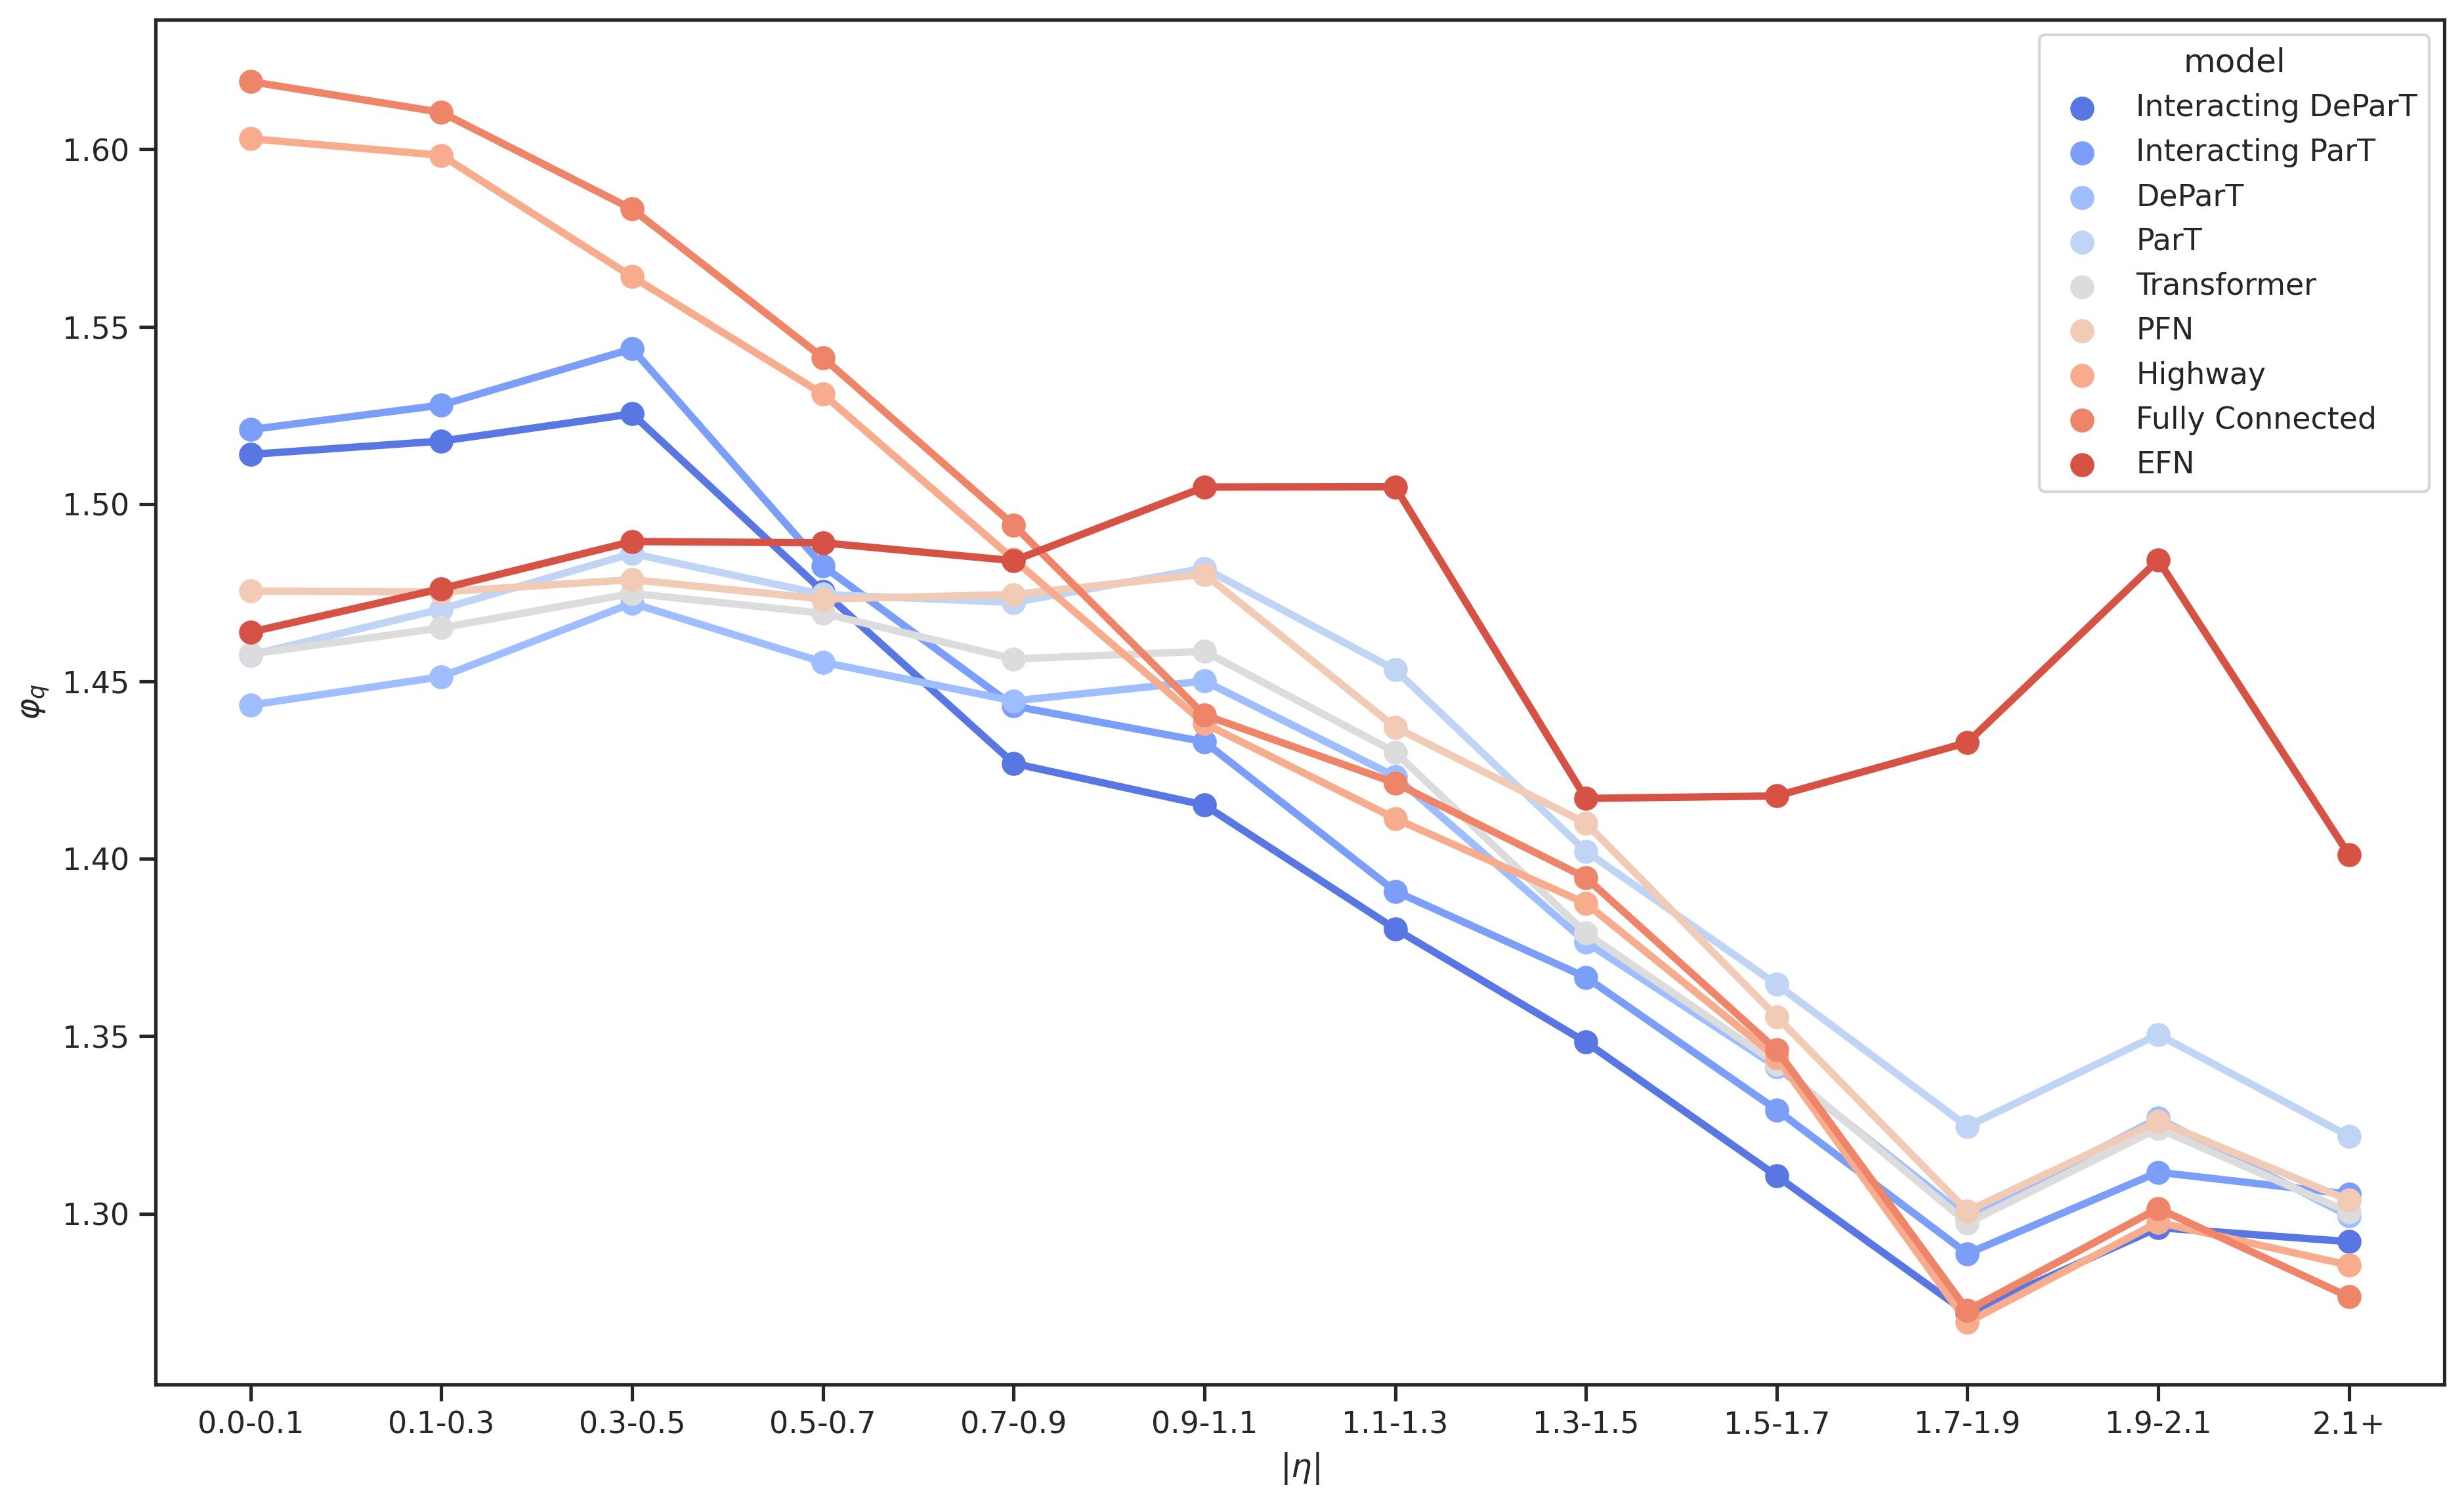 model
Interacting DeParT
Interacting ParT
DeParT
ParT
Transformer
PFN
Highway
Fully Connected
EFN
1.60
1.55
1.50
1.45
1.40
1.35
1.30
φq
0.0-0.1 0.1-0.3 0.3-0.5 0.5-0.7 0.7-0.9 0.9-1.1 1.1-1.3 1.3-1.5 1.5-1.7 1.7-1.9 1.9-2.1 2.1+
|η|